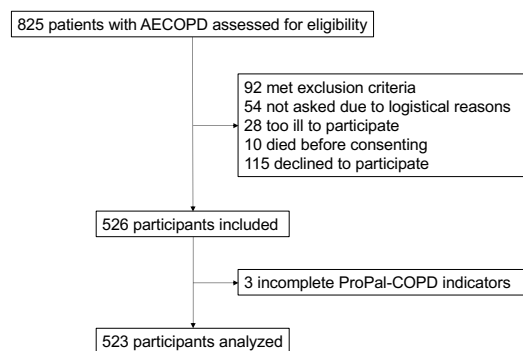 825 patients with AECOPD assessed for eligibility
92 met exclusion criteria
54 not asked due to logistical reasons
28 too ill to participate
10 died before consenting
115 declined to participate
526 participants included
3 incomplete ProPal-COPD indicators
523 participants analyzed